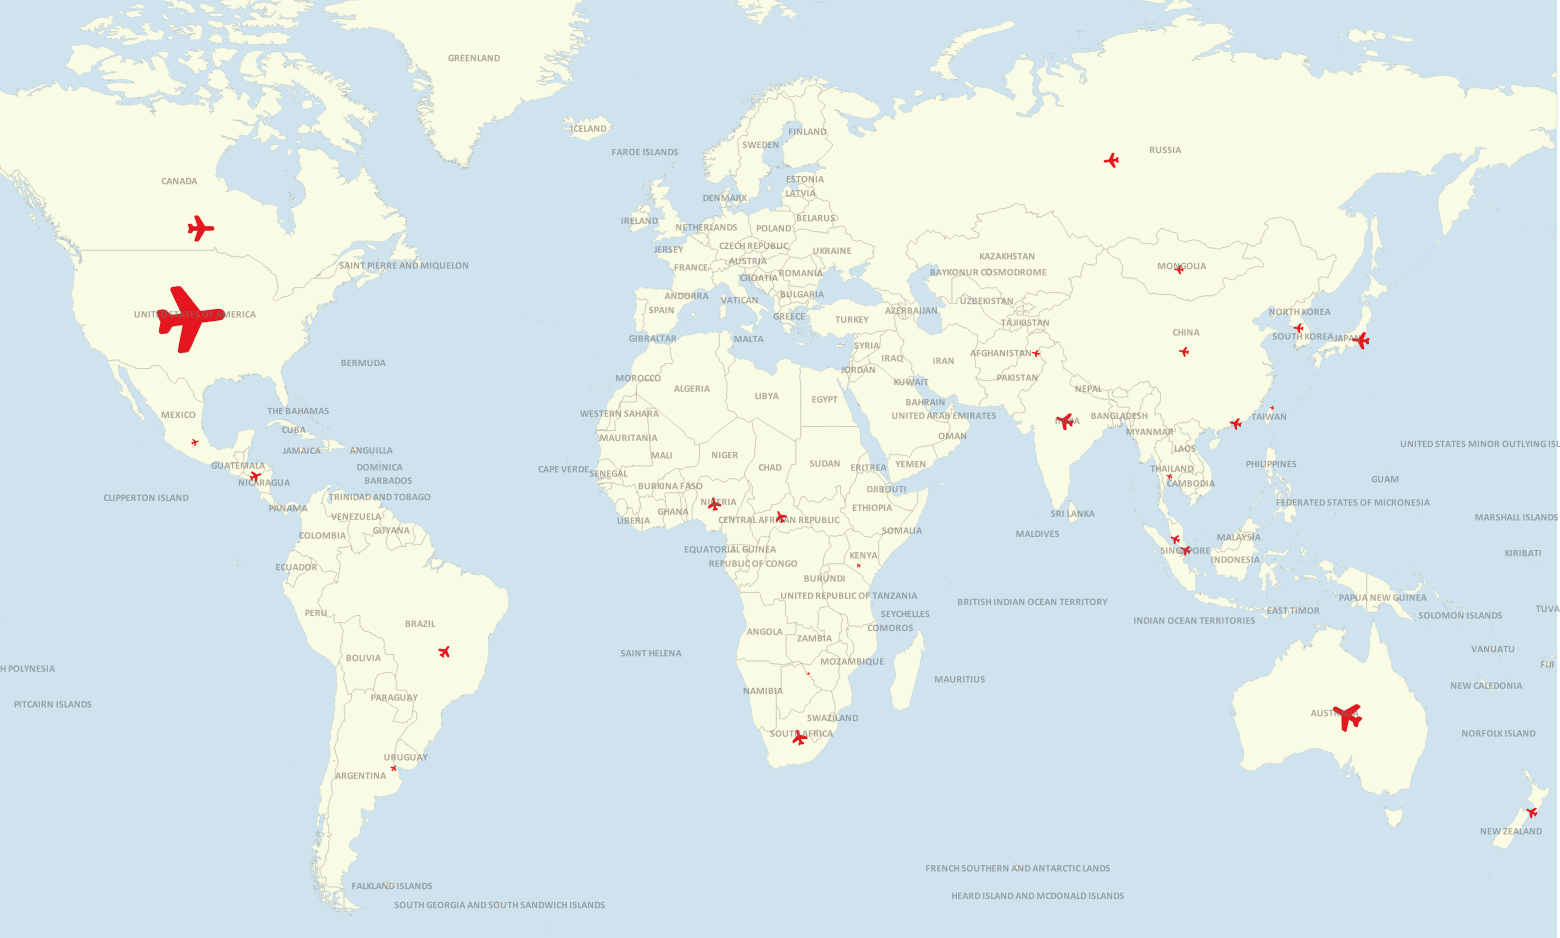 GREENLAND
ICELAND
FINLAND
SWEDEN
RUSSIA
FAROE ISLANDS
CANADA
ESTONIA
LATVIA
DENMARK
IRELAND
BELARUS
NETHERLANDS
POLAND
JERSEY
CZECH REPUBLIC
UKRAINE
KAZAKHSTAN
SAINT PIERRE AND MIQUELON
FRANCE
AUSTRIA
MONGOLIA
CROATIA
ROMANIA
BAYKONUR COSMODROME
ANDORRA
VATICAN
BULGARIA
UZBEKISTAN
UNITED STATES OF AMERICA
SPAIN
GREECE
TURKEY
AZERBAIJAN
TAJIKISTAN
NORTH KOREA
GIBRALTAR
MALTA
SYRIA
CHINA
SOUTH KOREA
JAPAN
BERMUDA
IRAQ
IRAN
AFGHANISTAN
MOROCCO
JORDAN
PAKISTAN
ALGERIA
LIBYA
EGYPT
KUWAIT
NEPAL
MEXICO
THE BAHAMAS
WESTERN SAHARA
BAHRAIN
UNITED ARAB EMIRATES
INDIA
BANGLADESH
TAIWAN
CUBA
MAURITANIA
OMAN
MYANMAR
UNITED STATES MINOR OUTLYING ISL
JAMAICA
ANGUILLA
MALI
NIGER
LAOS
GUATEMALA
DOMINICA
CAPE VERDE
SENEGAL
CHAD
SUDAN
ERITREA
YEMEN
THAILAND
PHILIPPINES
NICARAGUA
BARBADOS
BURKINA FASO
DJIBOUTI
CAMBODIA
GUAM
CLIPPERTON ISLAND
TRINIDAD AND TOBAGO
NIGERIA
ETHIOPIA
FEDERATED STATES OF MICRONESIA
PANAMA
VENEZUELA
GHANA
LIBERIA
CENTRAL AFRICAN REPUBLIC
SRI LANKA
MARSHALL ISLANDS
COLOMBIA
GUYANA
SOMALIA
MALDIVES
MALAYSIA
EQUATORIAL GUINEA
KENYA
SINGAPORE
KIRIBATI
ECUADOR
REPUBLIC OF CONGO
INDONESIA
BURUNDI
UNITED REPUBLIC OF TANZANIA
BRITISH INDIAN OCEAN TERRITORY
PAPUA NEW GUINEA
PERU
SEYCHELLES
EAST TIMOR
SOLOMON ISLANDS
TUVA
BRAZIL
ANGOLA
COMOROS
INDIAN OCEAN TERRITORIES
BOLIVIA
SAINT HELENA
ZAMBIA
VANUATU
H POLYNESIA
MOZAMBIQUE
FIJI
MAURITIUS
NEW CALEDONIA
PITCAIRN ISLANDS
PARAGUAY
NAMIBIA
AUSTRALIA
SWAZILAND
SOUTH AFRICA
NORFOLK ISLAND
URUGUAY
ARGENTINA
NEW ZEALAND
FRENCH SOUTHERN AND ANTARCTIC LANDS
FALKLAND ISLANDS
HEARD ISLAND AND MCDONALD ISLANDS
SOUTH GEORGIA AND SOUTH SANDWICH ISLANDS